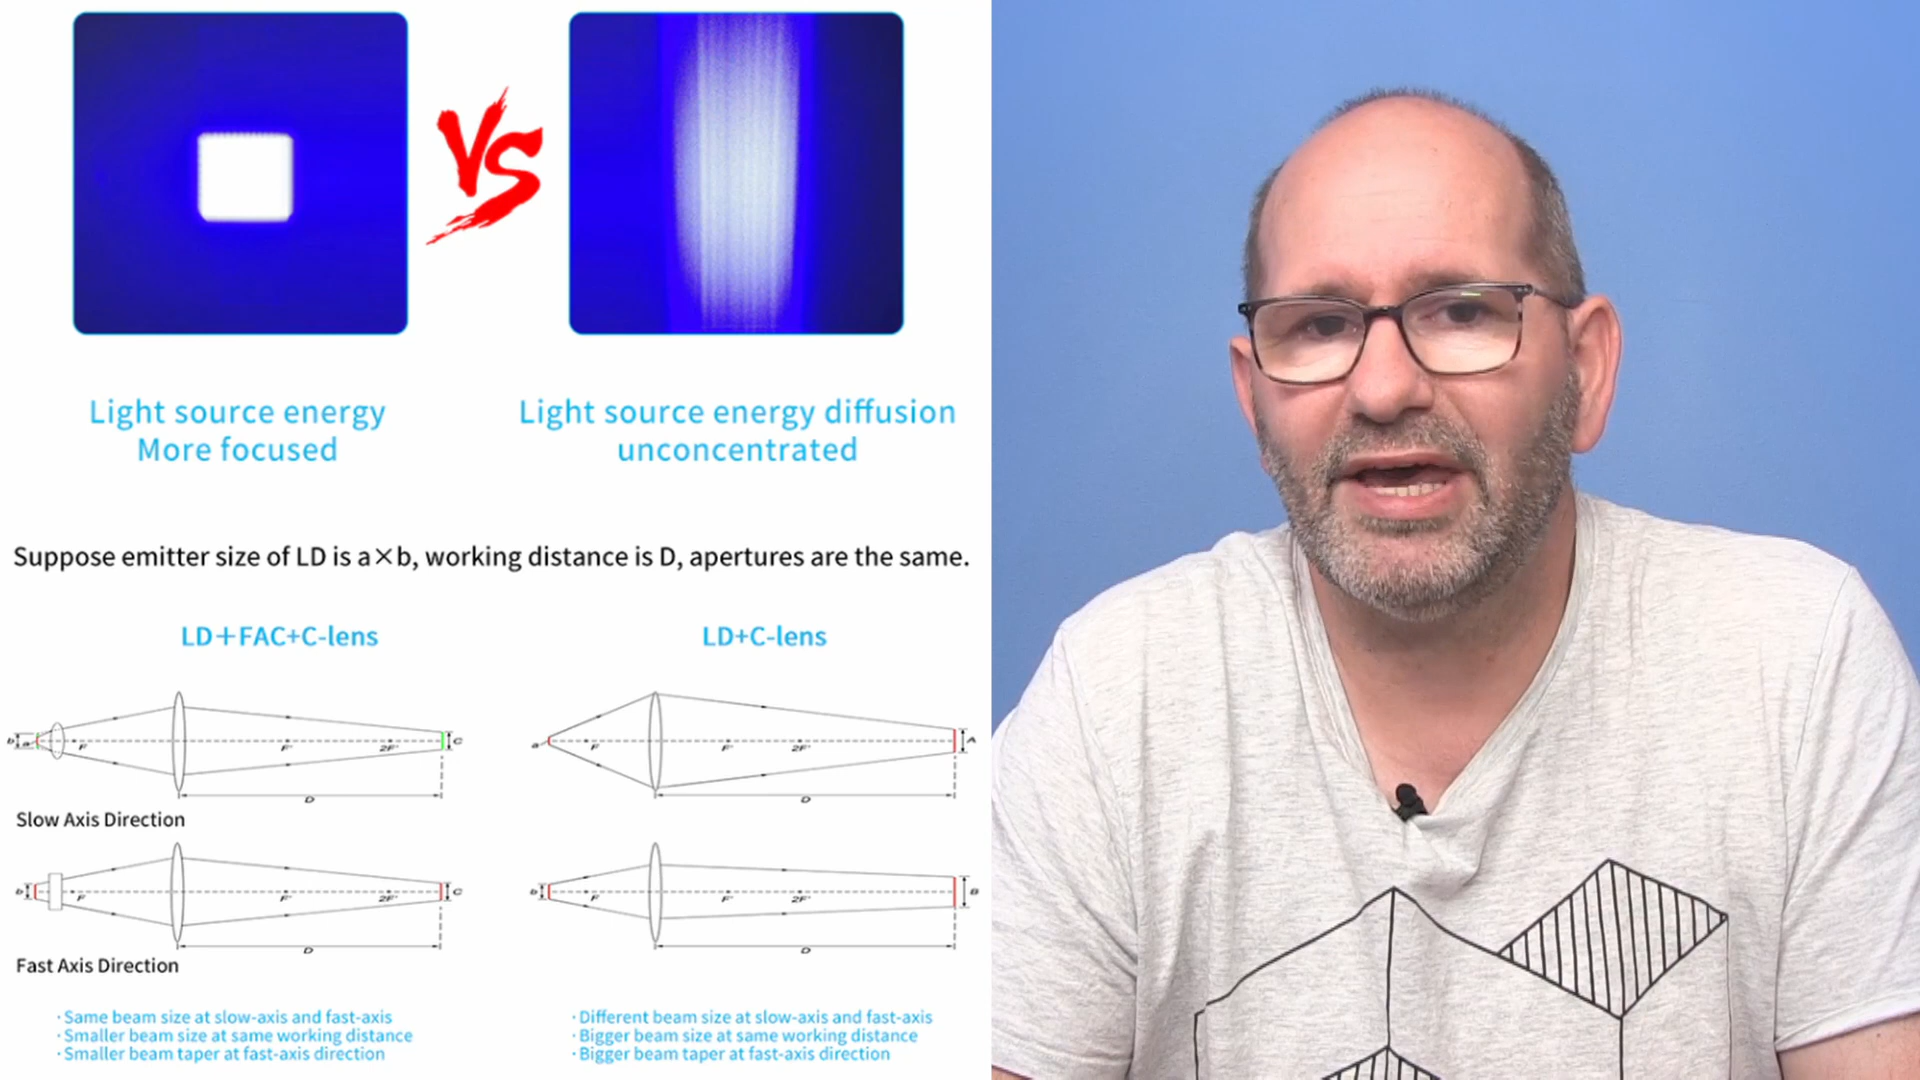 VS
Light source energy
More focused
Light source energy diffusion
unconcentrated
Suppose emitter size of LD is a×b, working distance is D, apertures are the same.
LD+FAC+C-lens
LD+C-lens
b a F F' 2F' C
D
a F F' 2F' A
D
Slow Axis Direction
b F F' 2F' C
D
b F F' 2F' B
D
Fast Axis Direction
· Same beam size at slow-axis and fast-axis
· Smaller beam size at same working distance
· Smaller beam taper at fast-axis direction
· Different beam size at slow-axis and fast-axis
· Bigger beam size at same working distance
· Bigger beam taper at fast-axis direction